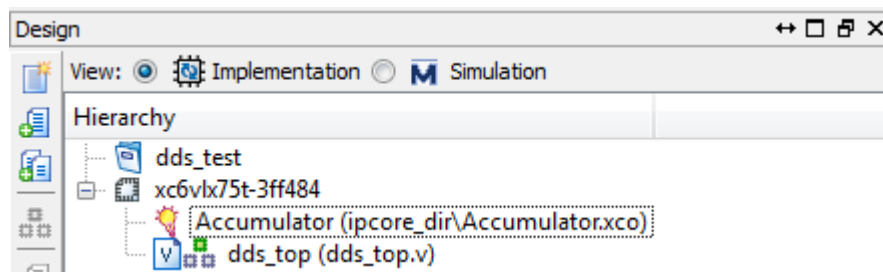 Design
View: Implementation Simulation
Hierarchy
dds_test
xc6vlx75t-3ff484
Accumulator (ipcore_dir\Accumulator.xco)
V dds_top (dds_top.v)